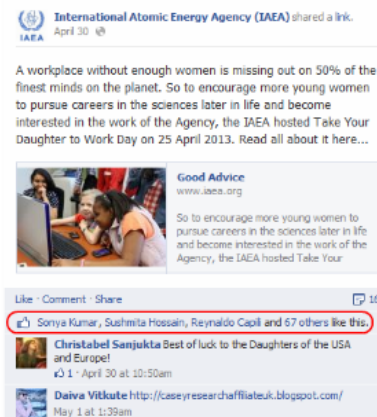 International Atomic Energy Agency (IAEA) shared a link.
April 30
IAEA
A workplace without enough women is missing out on 50% of the
finest minds on the planet. So to encourage more young women
to pursue careers in the sciences later in life and become
interested in the work of the Agency, the IAEA hosted Take Your
Daughter to Work Day on 25 April 2013. Read all about it here...
Good Advice
www.iaea.org
So to encourage more young women to
pursue careers in the sciences later in life
and become interested in the work of the
Agency, the IAEA hosted Take Your
Like · Comment · Share 16
Sonya Kumar, Sushmita Hossain, Reynaldo Capili and 67 others like this.
Christabel Sanjukta Best of luck to the Daughters of the USA
and Europe!
1 · April 30 at 10:50am
Daiva Vitkute http://caseyresearchaffiliateuk.blogspot.com/
May 1 at 1:39am